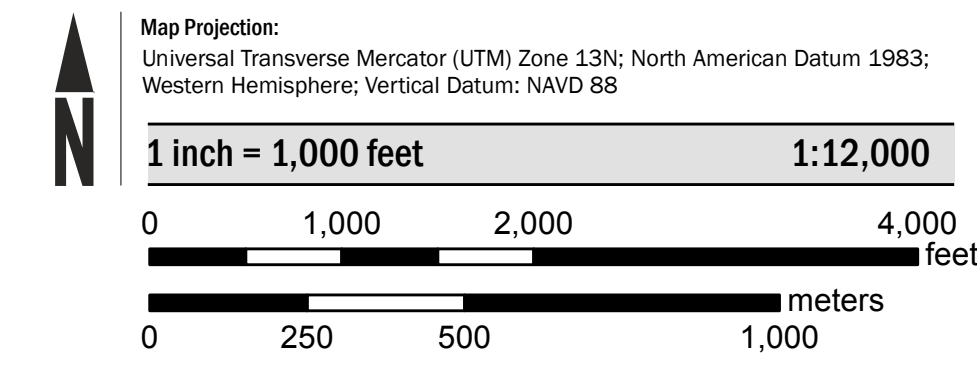 Map Projection:
Universal Transverse Mercator (UTM) Zone 13N; North American Datum 1983;
Western Hemisphere; Vertical Datum: NAVD 88
N
1 inch = 1,000 feet 1:12,000
0 1,000 2,000 4,000
feet
meters
0 250 500 1,000